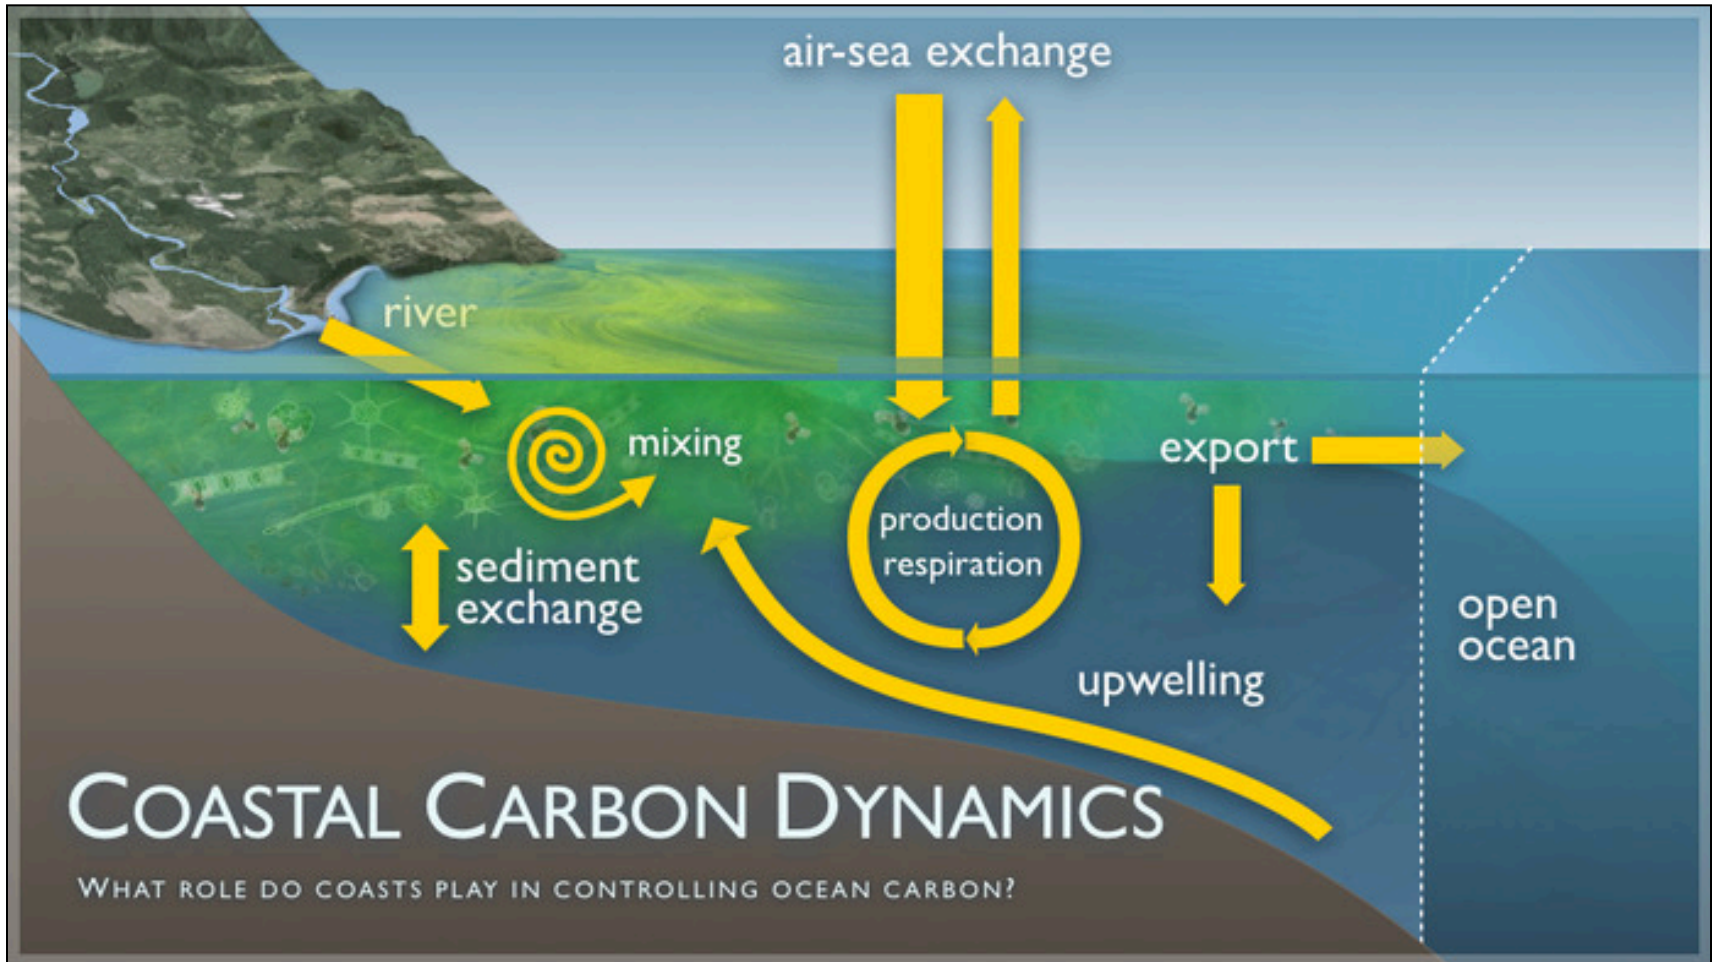 air-sea exchange
river
mixing
export
production
respiration
sediment
exchange
open
ocean
upwelling
COASTAL CARBON DYNAMICS
WHAT ROLE DO COASTS PLAY IN CONTROLLING OCEAN CARBON?